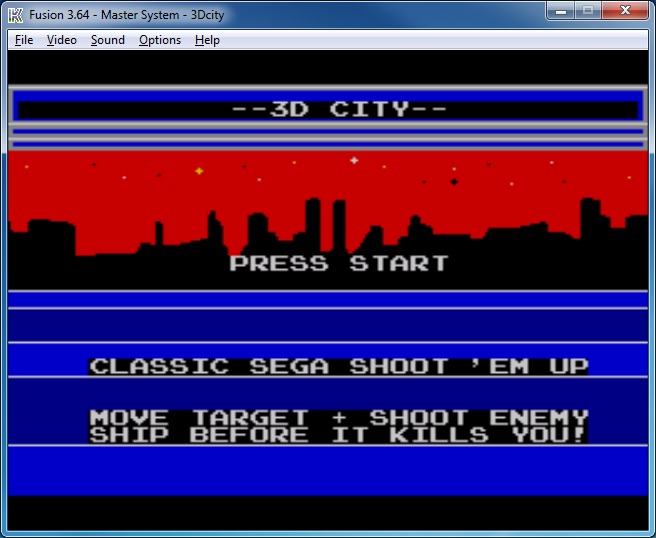 Fusion 3.64 - Master System - 3Dcity
File Video Sound Options Help
--3D CITY--
PRESS START
CLASSIC SEGA SHOOT 'EM UP
MOVE TARGET + SHOOT ENEMY
SHIP BEFORE IT KILLS YOU!